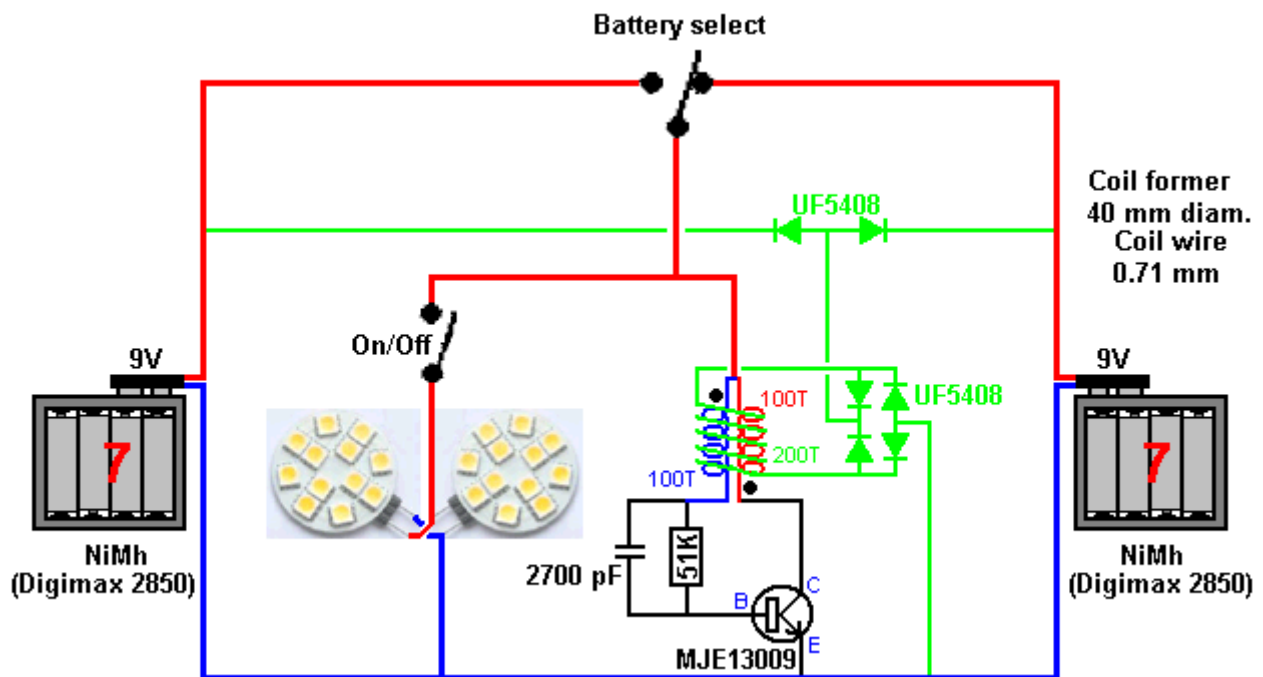 Battery select
Coil former
40 mm diam.
Coil wire
0.71 mm
UF5408
On/Off
9V
9V
100T
UF5408
200T
100T
7
7
NiMh
(Digimax 2850)
2700 pF
51K
B
C
E
MJE13009
NiMh
(Digimax 2850)